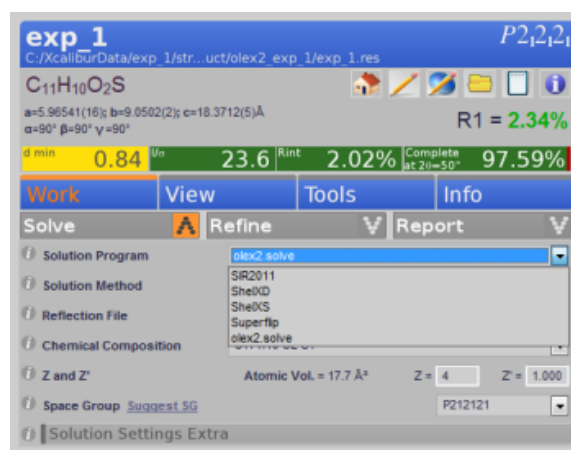 exp_1 P2₁2₁2₁
C:/XcaliburData/exp_1/str...uct/olex2_exp_1/exp_1.res
C₁₁H₁₀O₂S
a=5.96541(16); b=9.0502(2); c=18.3712(5)Å
α=90° β=90° γ=90°
R1 = 2.34%
d min 0.84 I/σ 23.6 Rint 2.02% Complete at 2θ=50° 97.59%
Work View Tools Info
Solve Refine Report
Solution Program olex2.solve
SIR2011
Solution Method ShelXD
ShelXS
Reflection File Superflip
olex2.solve
Chemical Composition
Z and Z' Atomic Vol. = 17.7 Å³ Z = 4 Z' = 1.000
Space Group Suggest SG P212121
Solution Settings Extra